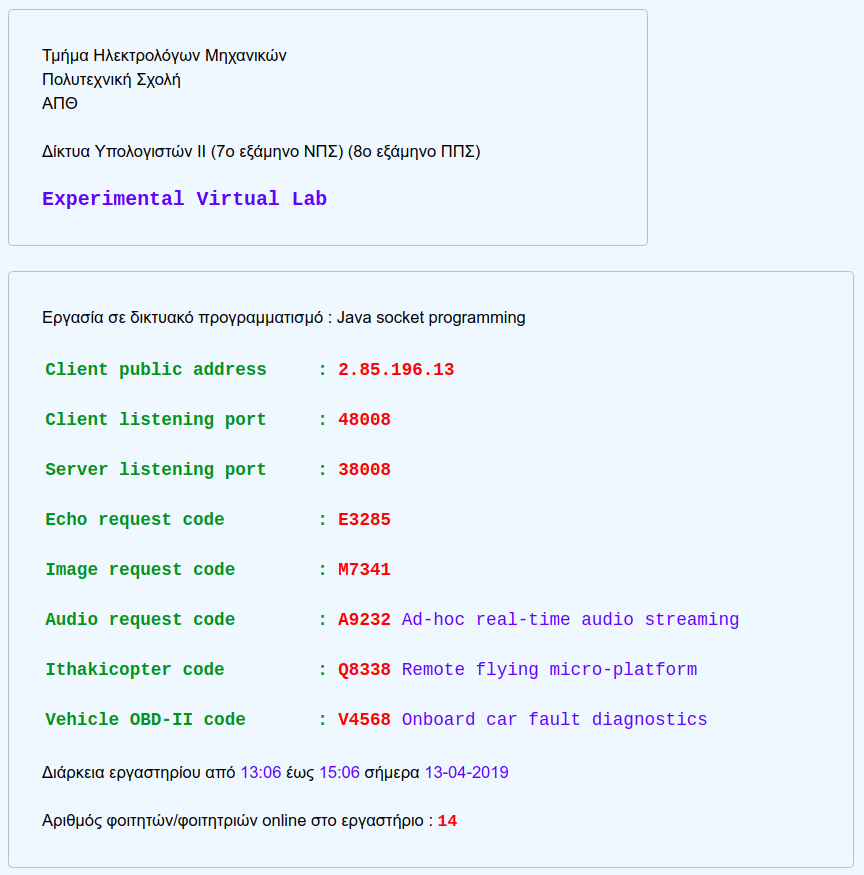 Τμήμα Ηλεκτρολόγων Μηχανικών
Πολυτεχνική Σχολή
ΑΠΘ
Δίκτυα Υπολογιστών ΙΙ (7ο εξάμηνο ΝΠΣ) (8ο εξάμηνο ΠΠΣ)
Experimental Virtual Lab
Εργασία σε δικτυακό προγραμματισμό : Java socket programming
Client public address : 2.85.196.13
Client listening port : 48008
Server listening port : 38008
Echo request code : E3285
Image request code : M7341
Audio request code : A9232 Ad-hoc real-time audio streaming
Ithakicopter code : Q8338 Remote flying micro-platform
Vehicle OBD-II code : V4568 Onboard car fault diagnostics
Διάρκεια εργαστηρίου από 13:06 έως 15:06 σήμερα 13-04-2019
Αριθμός φοιτητών/φοιτητριών online στο εργαστήριο : 14